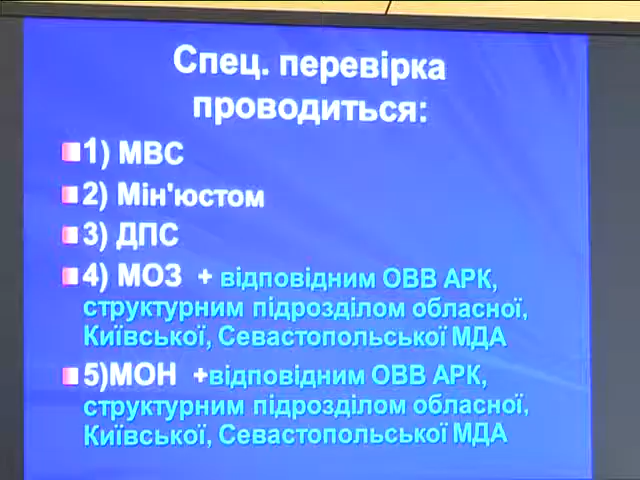 Спец. перевірка
проводиться:
1) МВС
2) Мін'юстом
3) ДПС
4) МОЗ + відповідним ОВВ АРК,
структурним підрозділом обласної,
Київської, Севастопольської МДА
5)МОН +відповідним ОВВ АРК,
структурним підрозділом обласної,
Київської, Севастопольської МДА